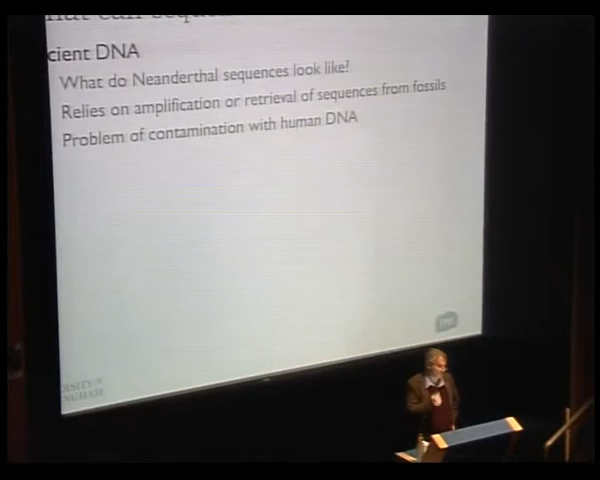 cient DNA
What do Neanderthal sequences look like?
Relies on amplification or retrieval of sequences from fossils
Problem of contamination with human DNA